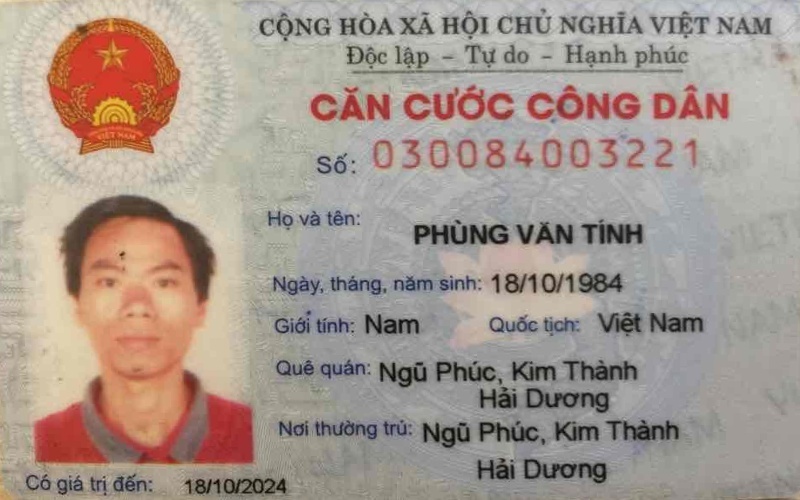 CỘNG HÒA XÃ HỘI CHỦ NGHĨA VIỆT NAM
Độc lập – Tự do – Hạnh phúc
CĂN CƯỚC CÔNG DÂN
Số: 030084003221
Họ và tên: PHÙNG VĂN TÍNH
Ngày, tháng, năm sinh: 18/10/1984
Giới tính: Nam Quốc tịch: Việt Nam
Quê quán: Ngũ Phúc, Kim Thành
Hải Dương
Nơi thường trú: Ngũ Phúc, Kim Thành
Hải Dương
Có giá trị đến: 18/10/2024